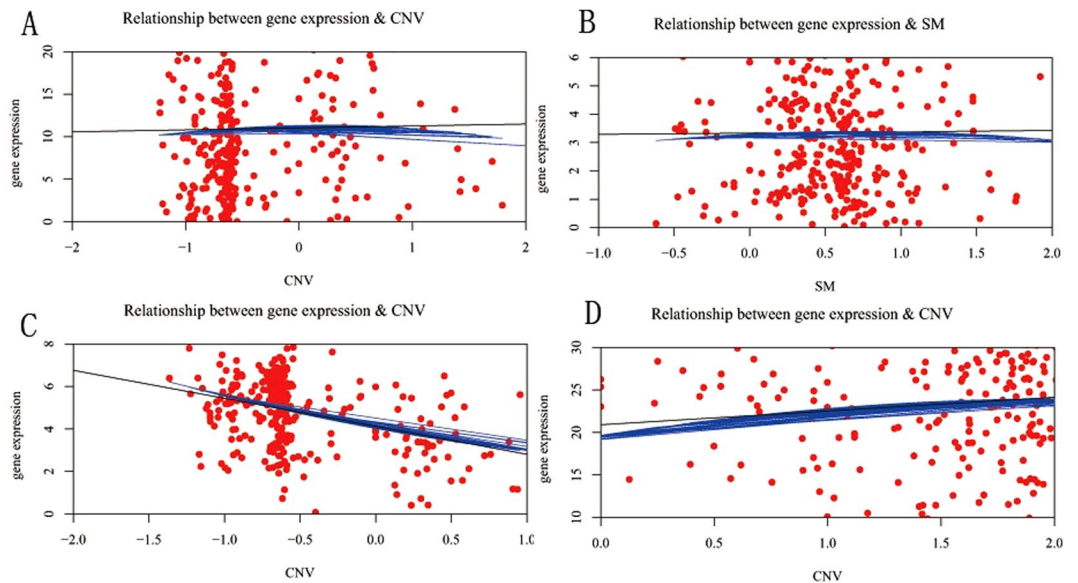 A
Relationship between gene expression & CNV
gene expression
20
15
10
5
0
−2
−1
0
1
2
CNV
B
Relationship between gene expression & SM
gene expression
6
5
4
3
2
1
0
−1.0
−0.5
0.0
0.5
1.0
1.5
2.0
SM
C
Relationship between gene expression & CNV
gene expression
8
6
4
2
0
−2.0
−1.5
−1.0
−0.5
0.0
0.5
1.0
CNV
D
Relationship between gene expression & CNV
gene expression
30
25
20
15
10
0.0
0.5
1.0
1.5
2.0
CNV